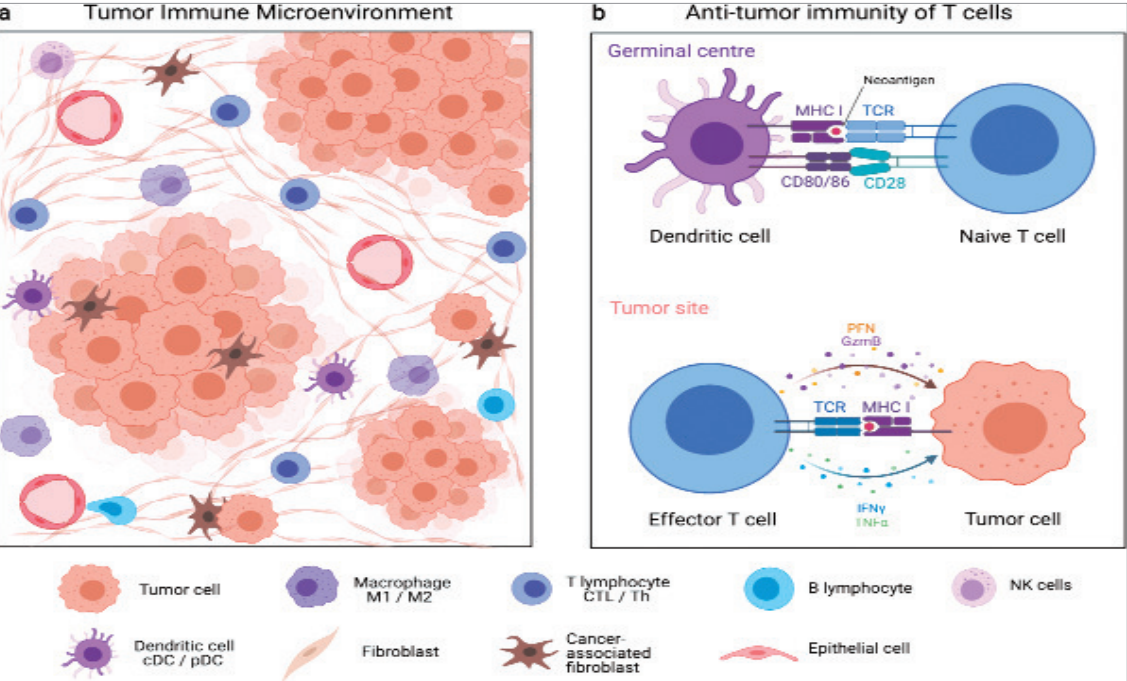 a
Tumor Immune Microenvironment
b
Anti-tumor immunity of T cells
Germinal centre
Neoantigen
MHC I
TCR
CD80/86
CD28
Dendritic cell
Naive T cell
Tumor site
PFN
GzmB
TCR
MHC I
IFNγ
TNFα
Effector T cell
Tumor cell
Tumor cell
Macrophage
M1 / M2
T lymphocyte
CTL / Th
B lymphocyte
NK cells
Dendritic cell
cDC / pDC
Fibroblast
Cancer-
associated
fibroblast
Epithelial cell